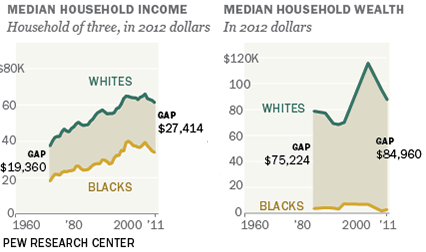 MEDIAN HOUSEHOLD INCOME
Household of three, in 2012 dollars
$80K
60
40
20
0
WHITES
BLACKS
GAP
$19,360
GAP
$27,414
1960 '80 2000 '11
MEDIAN HOUSEHOLD WEALTH
In 2012 dollars
$120K
100
80
60
40
20
0
WHITES
BLACKS
GAP
$75,224
GAP
$84,960
1960 '80 2000 '11
PEW RESEARCH CENTER